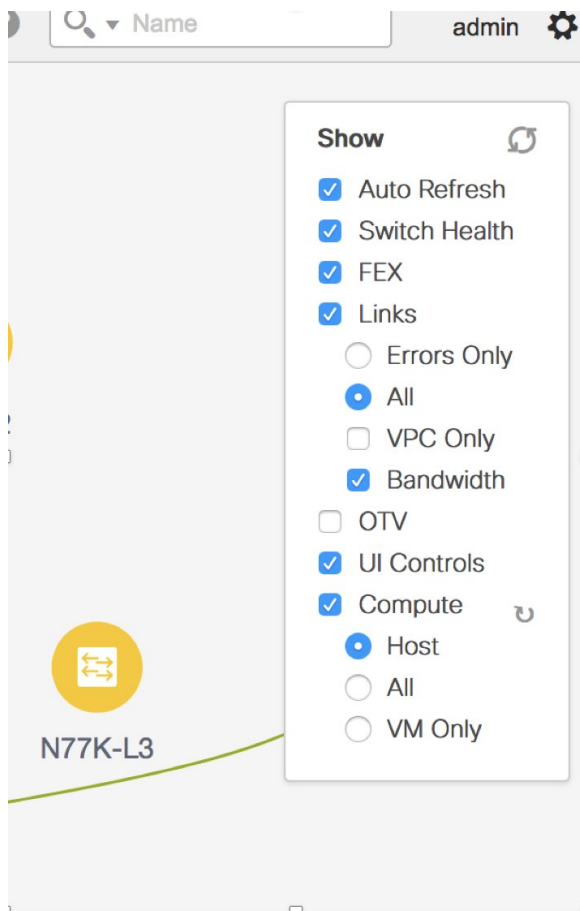 Name
admin
Show
Auto Refresh
Switch Health
FEX
Links
Errors Only
All
VPC Only
Bandwidth
OTV
UI Controls
Compute
Host
All
VM Only
N77K-L3